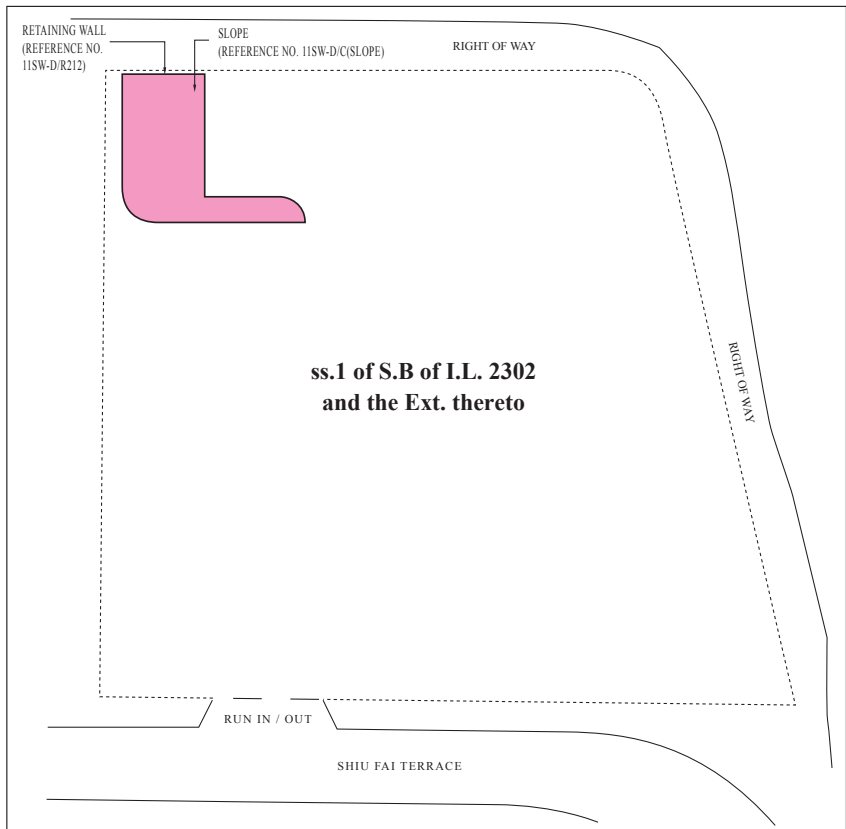 RETAINING WALL
(REFERENCE NO.
11SW-D/R212)
SLOPE
(REFERENCE NO. 11SW-D/C(SLOPE)
RIGHT OF WAY
ss.1 of S.B of I.L. 2302
and the Ext. thereto
RIGHT OF WAY
RUN IN / OUT
SHIU FAI TERRACE